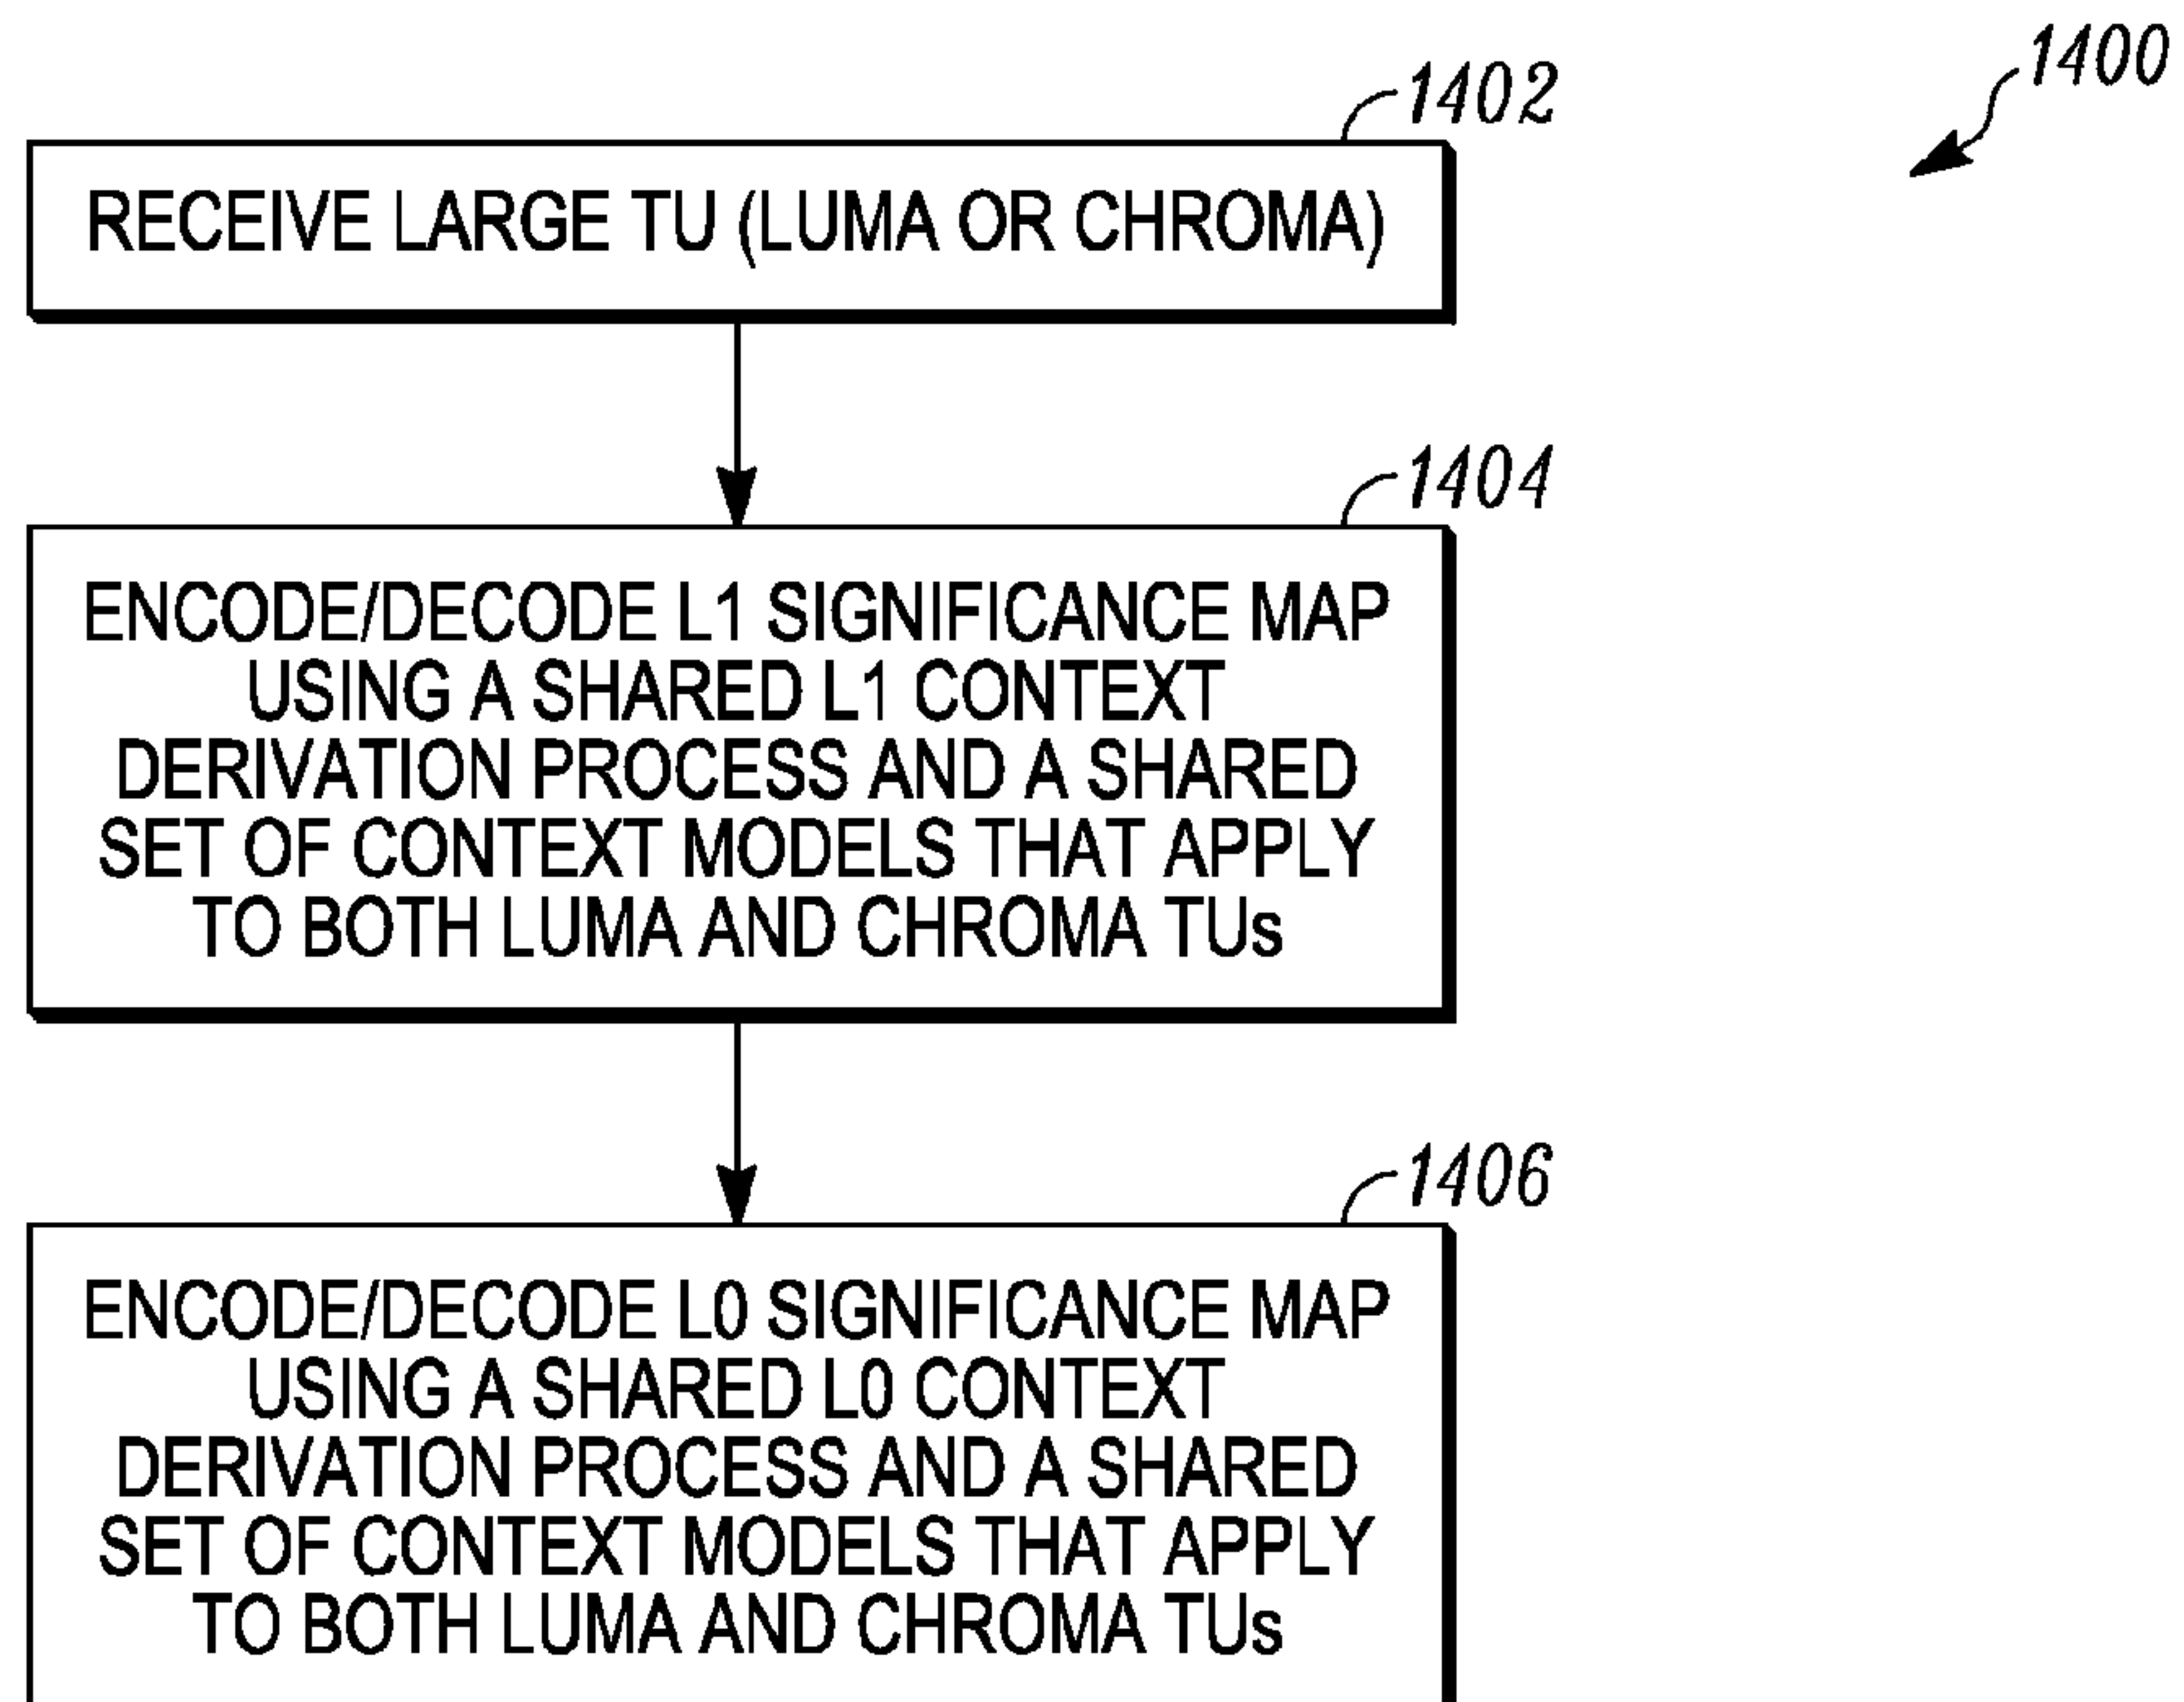 1400
1402
RECEIVE LARGE TU (LUMA OR CHROMA)
1404
ENCODE/DECODE L1 SIGNIFICANCE MAP
USING A SHARED L1 CONTEXT
DERIVATION PROCESS AND A SHARED
SET OF CONTEXT MODELS THAT APPLY
TO BOTH LUMA AND CHROMA TUs
1406
ENCODE/DECODE L0 SIGNIFICANCE MAP
USING A SHARED L0 CONTEXT
DERIVATION PROCESS AND A SHARED
SET OF CONTEXT MODELS THAT APPLY
TO BOTH LUMA AND CHROMA TUs